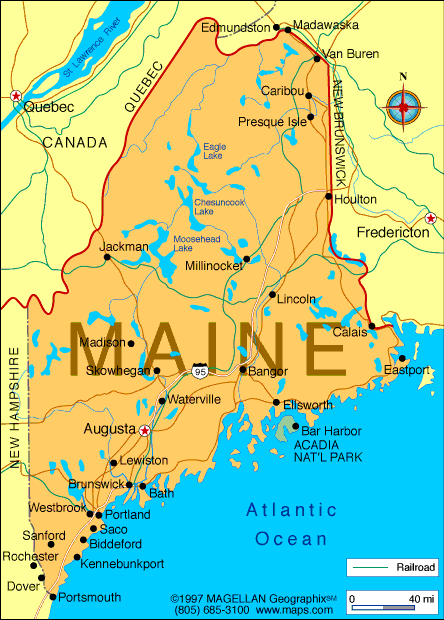 Edmundston
Madawaska
St Lawrence River
Van Buren
QUEBEC
Caribou
Quebec
NEW BRUNSWICK
N
Presque Isle
CANADA
Eagle
Lake
Chesuncook
Lake
Houlton
Moosehead
Lake
Fredericton
Jackman
Millinocket
Lincoln
Calais
Madison
MAINE
Eastport
Skowhegan
95
Bangor
NEW HAMPSHIRE
Waterville
Ellsworth
Augusta
Bar Harbor
ACADIA
NAT'L PARK
Lewiston
Brunswick
Bath
Westbrook
Portland
Atlantic
Ocean
Saco
Sanford
Biddeford
Rochester
Kennebunkport
Railroad
Dover
Portsmouth
0 40 mi
©1997 MAGELLAN Geographix℠
(805) 685-3100 www.maps.com